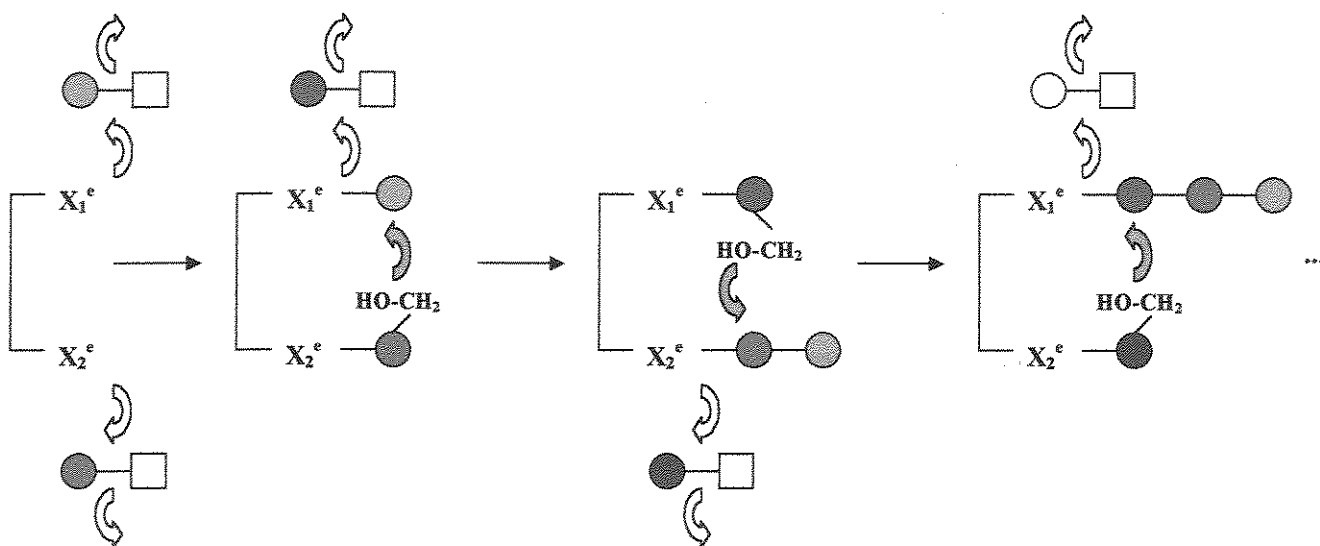 X₁ᵉ X₁ᵉ X₁ᵉ X₁ᵉ
HO-CH₂
HO-CH₂ HO-CH₂
...
X₂ᵉ X₂ᵉ X₂ᵉ X₂ᵉ